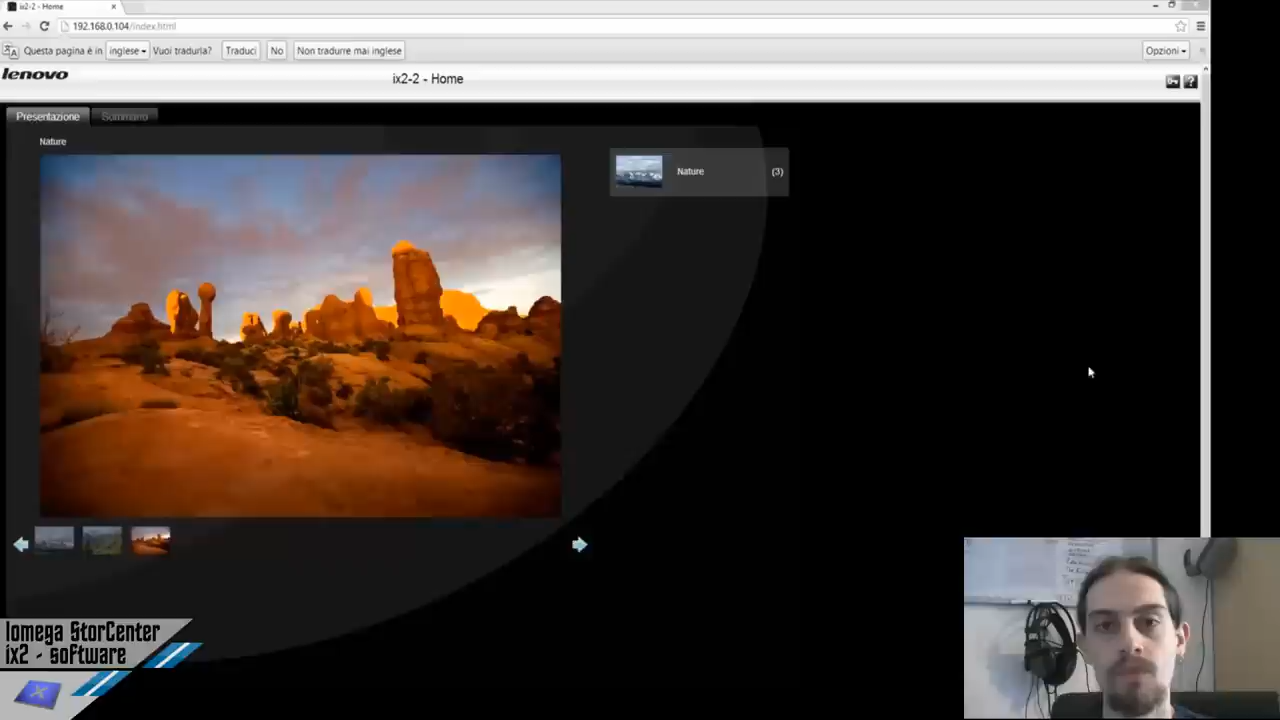 ix2-2 - Home
192.168.0.104/index.html
Questa pagina è in inglese Vuoi tradurla? Traduci No Non tradurre mai inglese Opzioni
lenovo
ix2-2 - Home
?
Presentazione Sommario
Nature
Nature (3)
Iomega StorCenter
ix2 - software